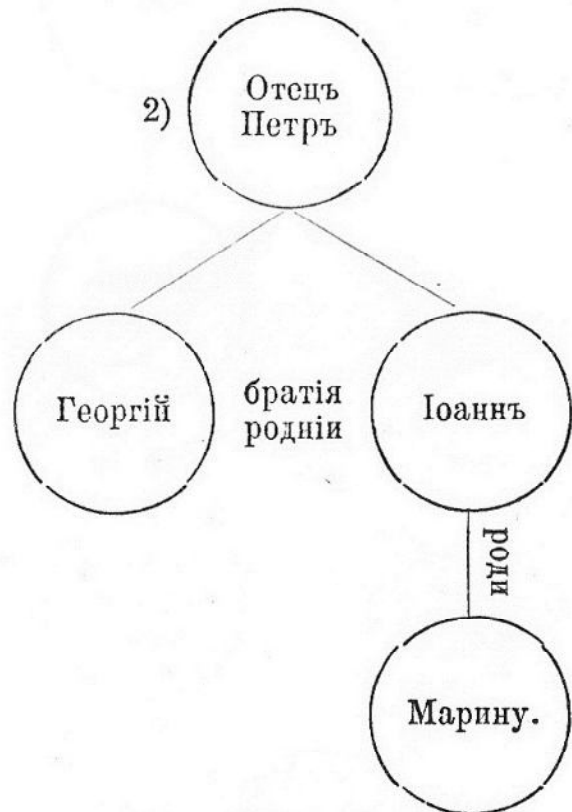 2)
Отецъ
Петръ
Георгій
братія
родніи
Іоаннъ
роди
Марину.